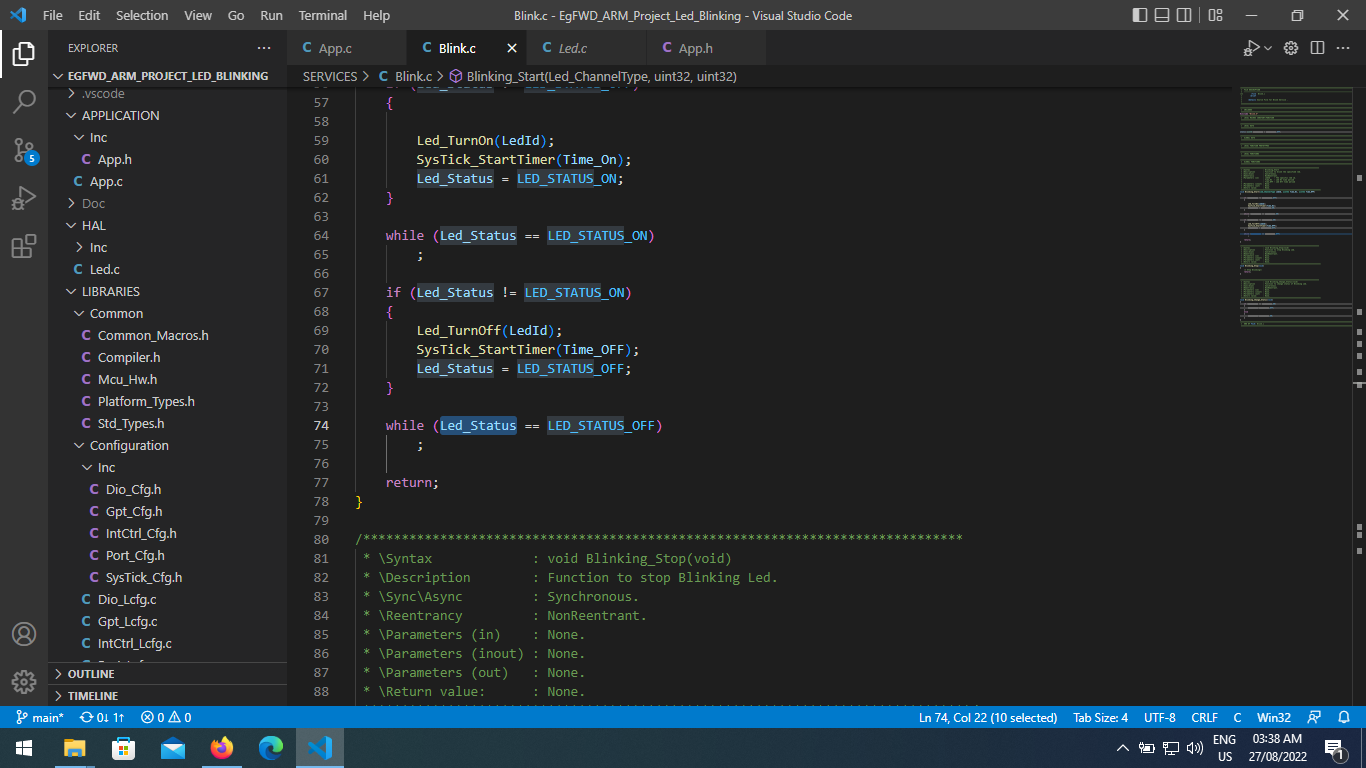 File Edit Selection View Go Run Terminal Help
Blink.c - EgFWD_ARM_Project_Led_Blinking - Visual Studio Code
EXPLORER
EGFWD_ARM_PROJECT_LED_BLINKING
.vscode
APPLICATION
Inc
C App.h
C App.c
Doc
HAL
Inc
C Led.c
LIBRARIES
Common
C Common_Macros.h
C Compiler.h
C Mcu_Hw.h
C Platform_Types.h
C Std_Types.h
Configuration
Inc
C Dio_Cfg.h
C Gpt_Cfg.h
C IntCtrl_Cfg.h
C Port_Cfg.h
C SysTick_Cfg.h
C Dio_Lcfg.c
C Gpt_Lcfg.c
C IntCtrl_Lcfg.c
OUTLINE
TIMELINE
5
C App.c C Blink.c C Led.c C App.h
SERVICES > C Blink.c > Blinking_Start(Led_ChannelType, uint32, uint32)
57 {
58
59 Led_TurnOn(LedId);
60 SysTick_StartTimer(Time_On);
61 Led_Status = LED_STATUS_ON;
62 }
63
64 while (Led_Status == LED_STATUS_ON)
65 ;
66
67 if (Led_Status != LED_STATUS_ON)
68 {
69 Led_TurnOff(LedId);
70 SysTick_StartTimer(Time_OFF);
71 Led_Status = LED_STATUS_OFF;
72 }
73
74 while (Led_Status == LED_STATUS_OFF)
75 ;
76
77 return;
78 }
79
80 /******************************************************************************
81 * \Syntax : void Blinking_Stop(void)
82 * \Description : Function to stop Blinking Led.
83 * \Sync\Async : Synchronous.
84 * \Reentrancy : NonReentrant.
85 * \Parameters (in) : None.
86 * \Parameters (inout) : None.
87 * \Parameters (out) : None.
88 * \Return value: : None.
main* 0↓ 1↑ 0 0 Ln 74, Col 22 (10 selected) Tab Size: 4 UTF-8 CRLF C Win32
ENG
US
03:38 AM
27/08/2022
1